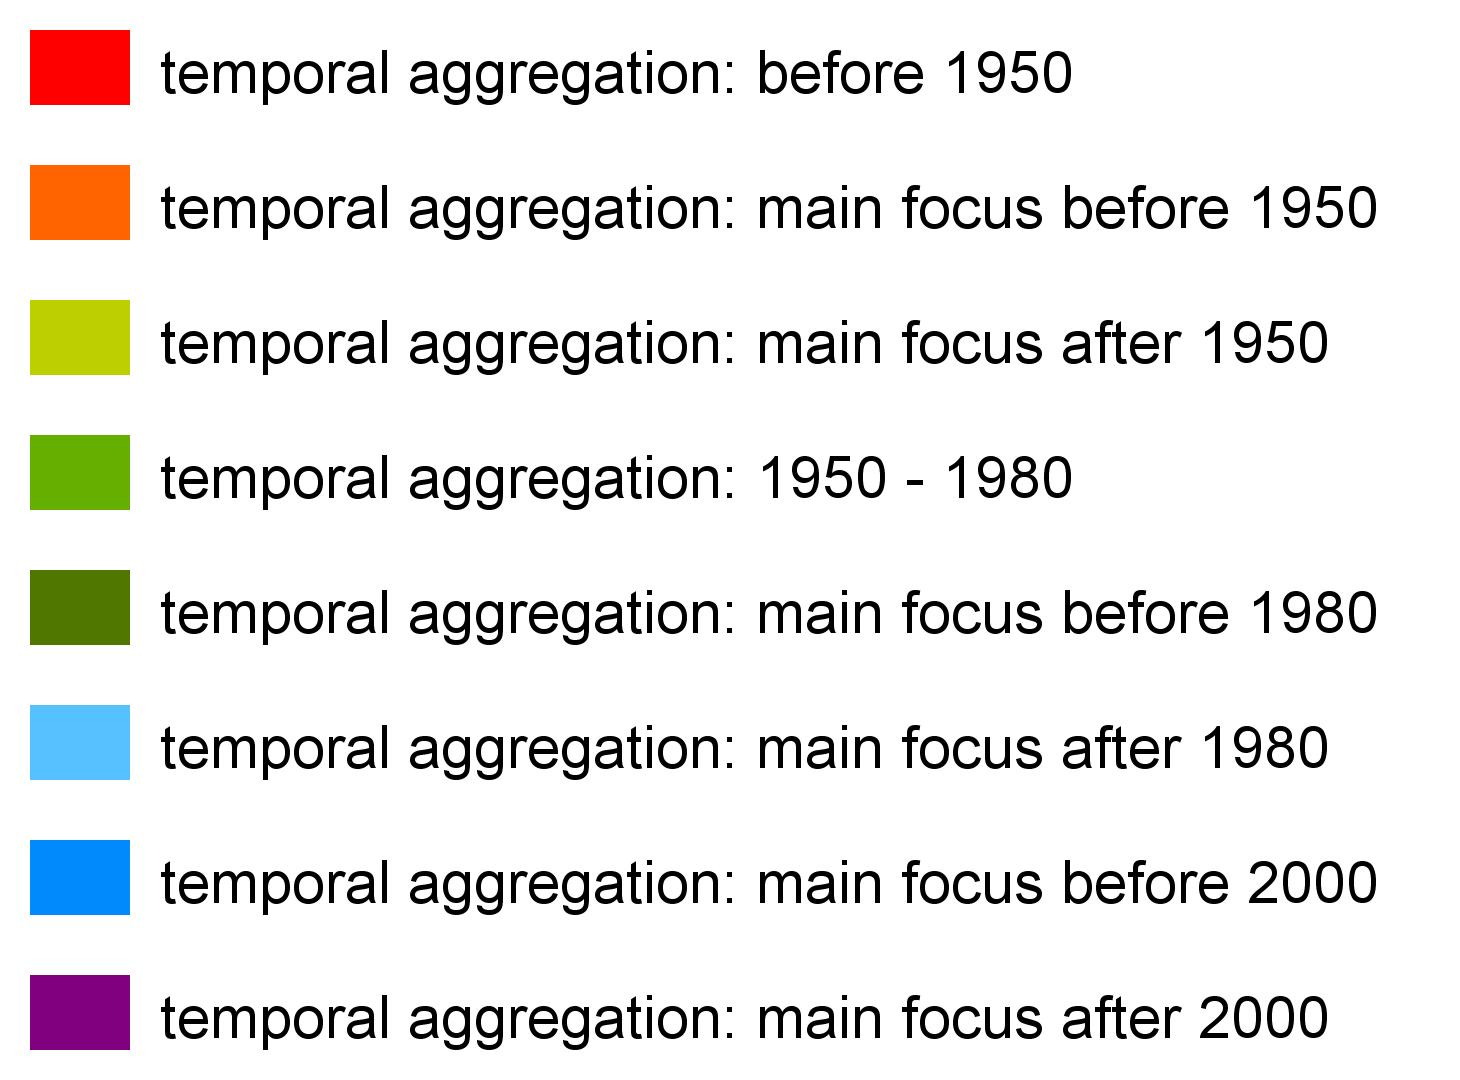 temporal aggregation: before 1950
temporal aggregation: main focus before 1950
temporal aggregation: main focus after 1950
temporal aggregation: 1950 - 1980
temporal aggregation: main focus before 1980
temporal aggregation: main focus after 1980
temporal aggregation: main focus before 2000
temporal aggregation: main focus after 2000